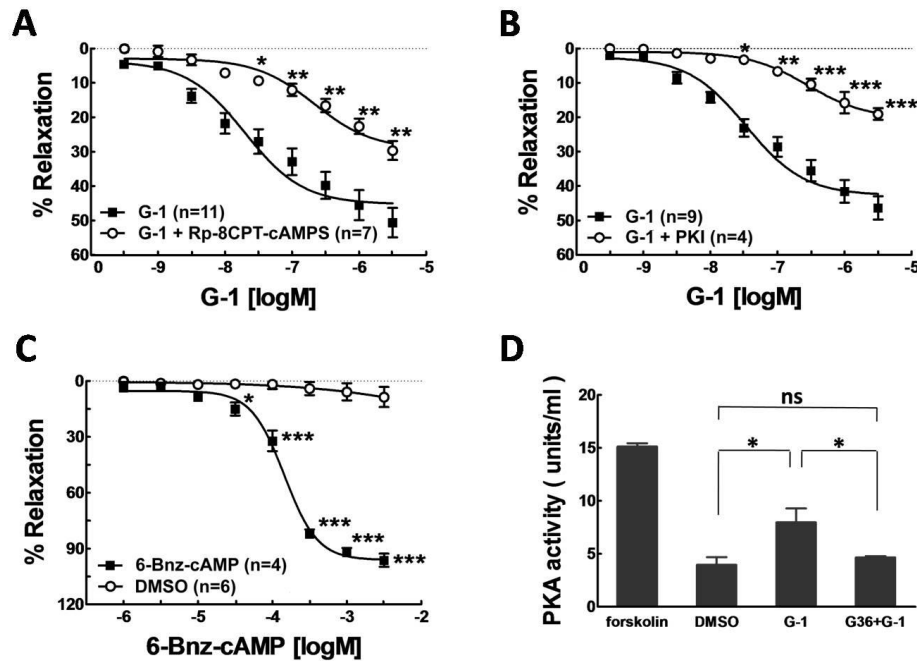 A
0
10
20
30
40
50
60
% Relaxation
*
**
**
**
**
G-1 (n=11)
G-1 + Rp-8CPT-cAMPS (n=7)
0 -9 -8 -7 -6 -5
G-1 [logM]
B
0
10
20
30
40
50
60
% Relaxation
*
**
***
***
***
G-1 (n=9)
G-1 + PKI (n=4)
0 -9 -8 -7 -6 -5
G-1 [logM]
C
0
30
60
90
120
% Relaxation
*
***
***
***
***
6-Bnz-cAMP (n=4)
DMSO (n=6)
-6 -5 -4 -3 -2
6-Bnz-cAMP [logM]
D
20
15
10
5
0
PKA activity ( units/ml )
ns
* *
forskolin DMSO G-1 G36+G-1